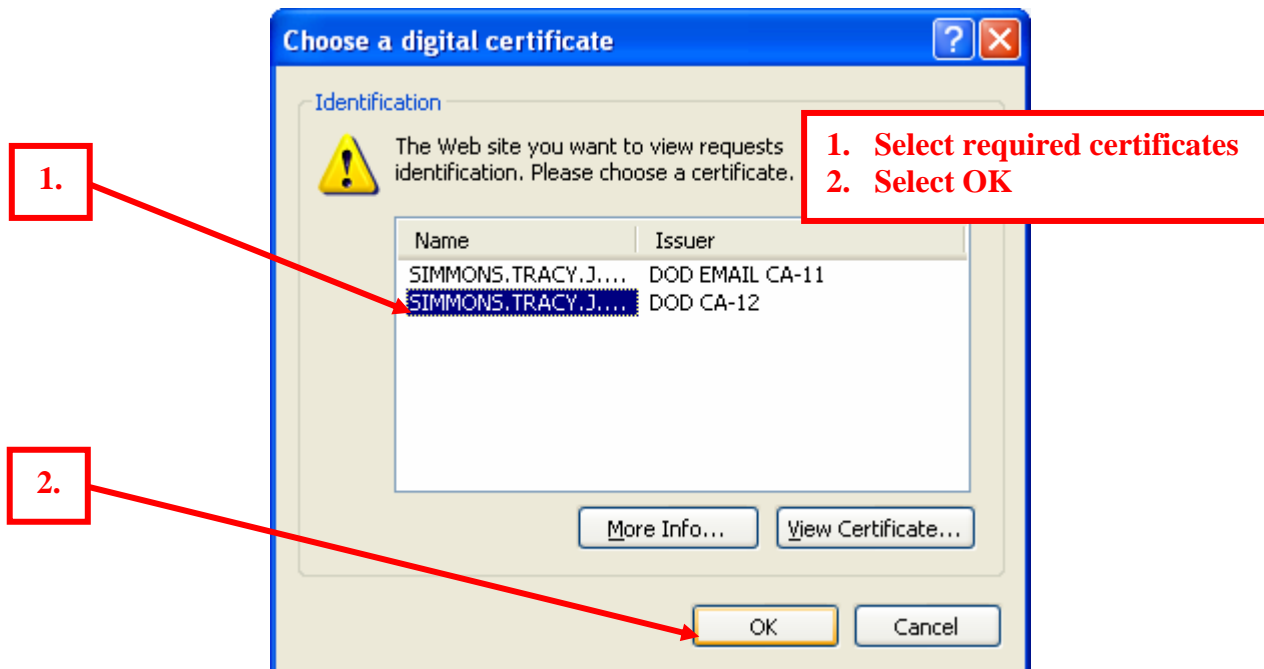 Choose a digital certificate
Identification
The Web site you want to view requests
identification. Please choose a certificate.
1. Select required certificates
2. Select OK
1.
Name Issuer
SIMMONS.TRACY.J.... DOD EMAIL CA-11
SIMMONS.TRACY.J.... DOD CA-12
2.
More Info... View Certificate...
OK Cancel